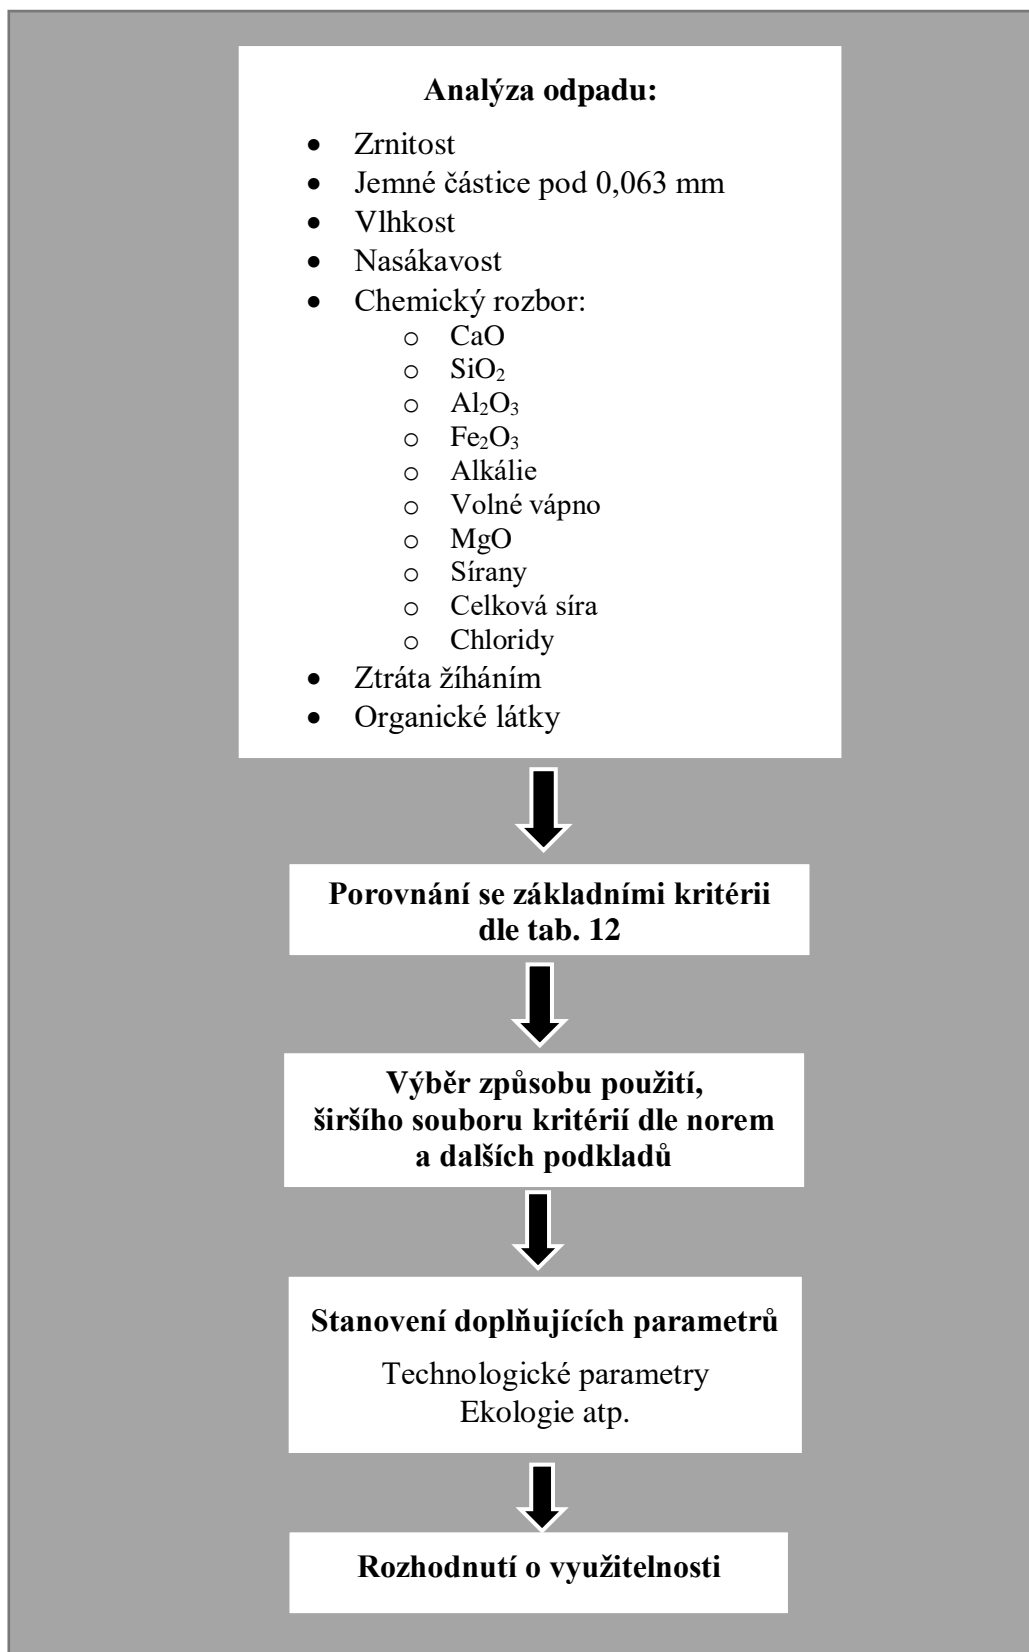 Analýza odpadu:
• Zrnitost
• Jemné částice pod 0,063 mm
• Vlhkost
• Nasákavost
• Chemický rozbor:
o CaO
o SiO₂
o Al₂O₃
o Fe₂O₃
o Alkálie
o Volné vápno
o MgO
o Sírany
o Celková síra
o Chloridy
• Ztráta žíháním
• Organické látky
Porovnání se základními kritérii
dle tab. 12
Výběr způsobu použití,
širšího souboru kritérií dle norem
a dalších podkladů
Stanovení doplňujících parametrů
Technologické parametry
Ekologie atp.
Rozhodnutí o využitelnosti